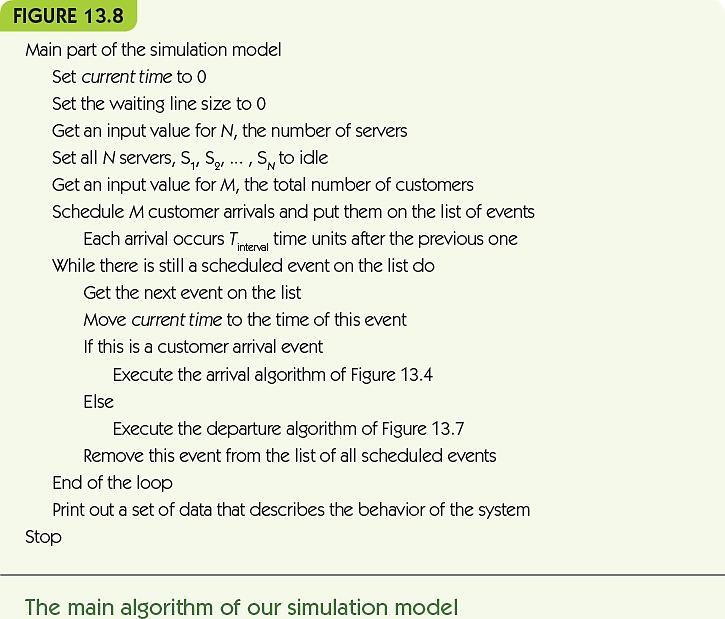 FIGURE 13.8
Main part of the simulation model
Set current time to 0
Set the waiting line size to 0
Get an input value for N, the number of servers
Set all N servers, S1, S2, ... , SN to idle
Get an input value for M, the total number of customers
Schedule M customer arrivals and put them on the list of events
Each arrival occurs Tinterval time units after the previous one
While there is still a scheduled event on the list do
Get the next event on the list
Move current time to the time of this event
If this is a customer arrival event
Execute the arrival algorithm of Figure 13.4
Else
Execute the departure algorithm of Figure 13.7
Remove this event from the list of all scheduled events
End of the loop
Print out a set of data that describes the behavior of the system
Stop
The main algorithm of our simulation model